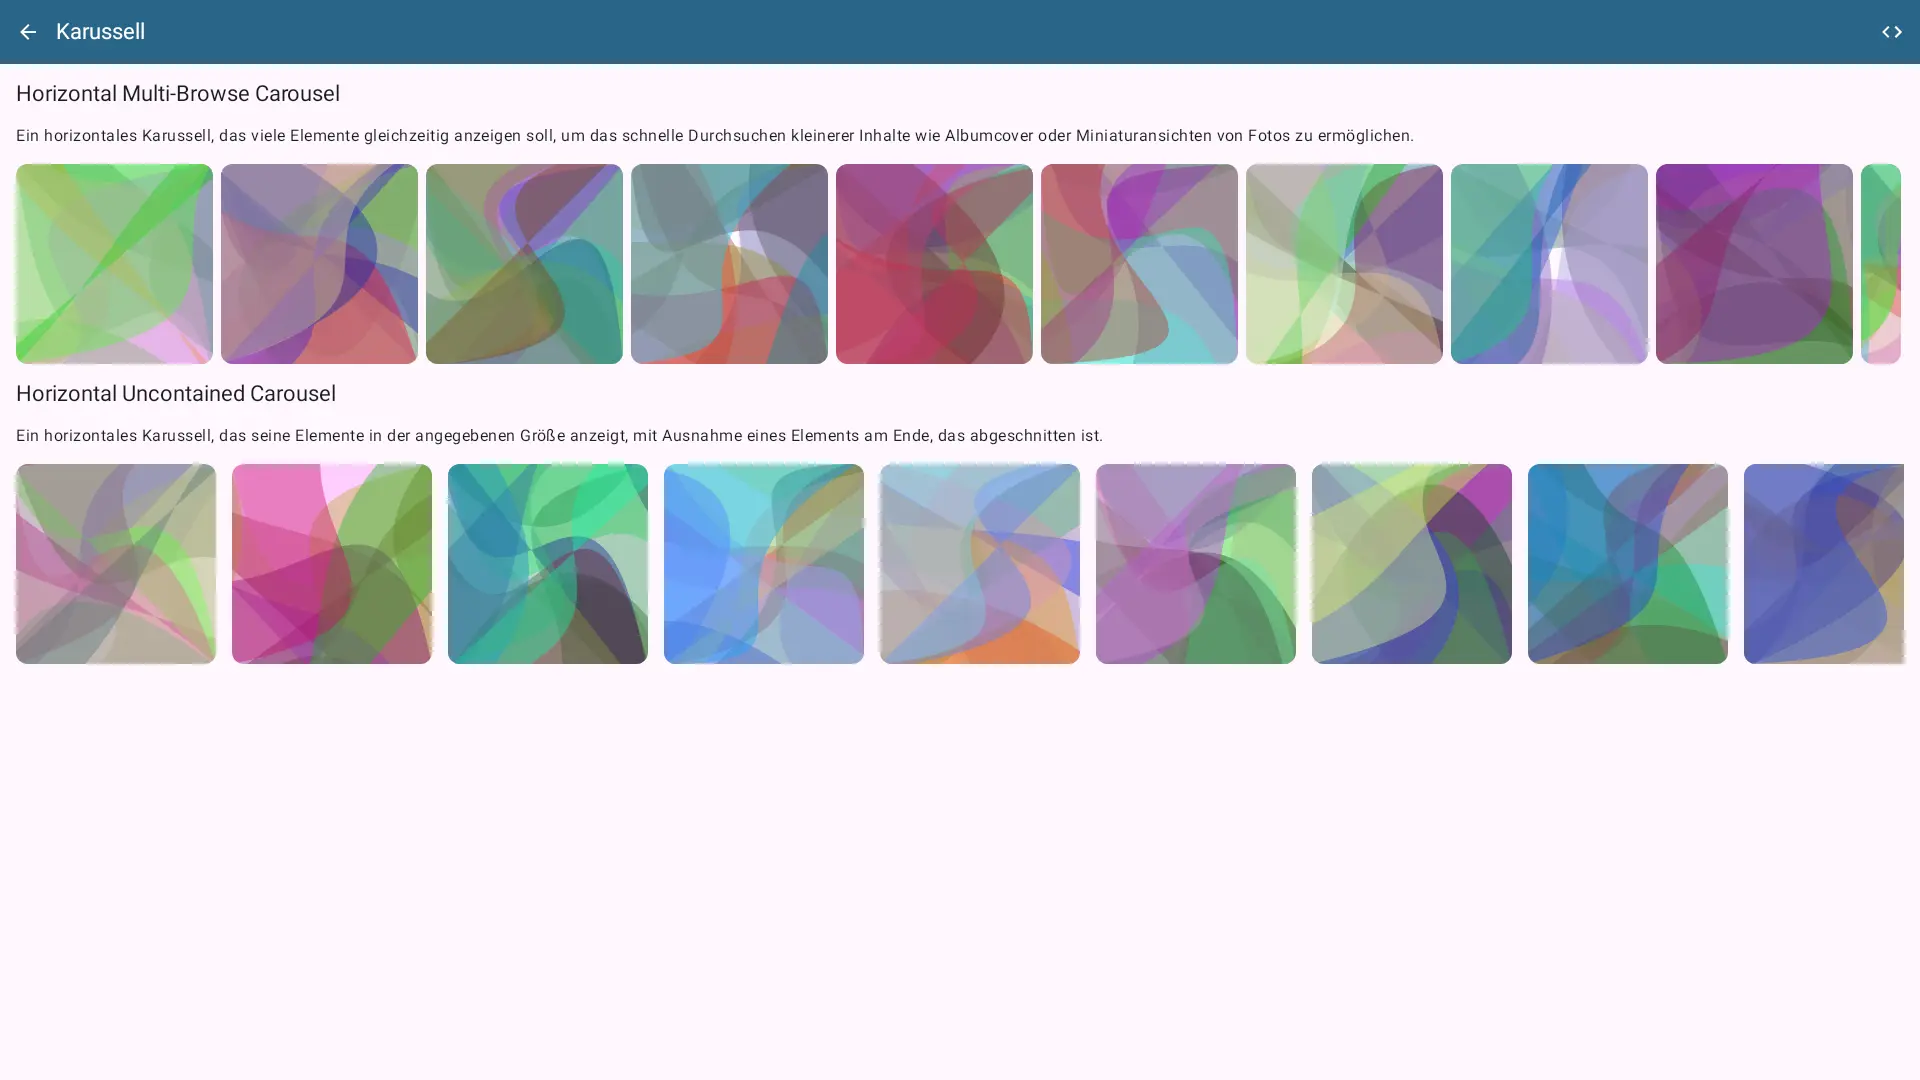 Karussell
Horizontal Multi-Browse Carousel
Ein horizontales Karussell, das viele Elemente gleichzeitig anzeigen soll, um das schnelle Durchsuchen kleinerer Inhalte wie Albumcover oder Miniaturansichten von Fotos zu ermöglichen.
Horizontal Uncontained Carousel
Ein horizontales Karussell, das seine Elemente in der angegebenen Größe anzeigt, mit Ausnahme eines Elements am Ende, das abgeschnitten ist.